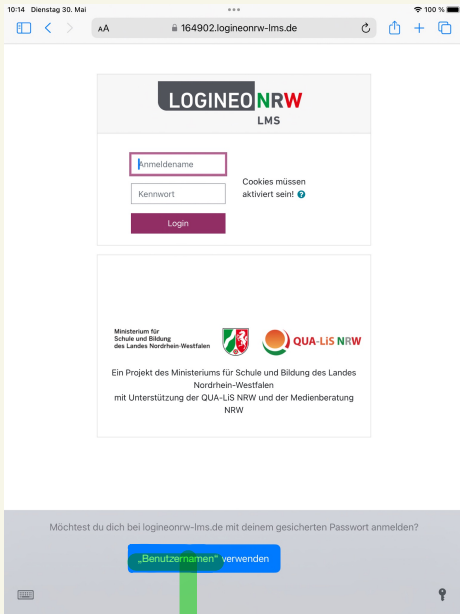 10:14 Dienstag 30. Mai
100 %
AA
164902.logineonrw-lms.de
LOGINEO NRW
LMS
Anmeldename
Kennwort
Cookies müssen
aktiviert sein!
Login
Ministerium für
Schule und Bildung
des Landes Nordrhein-Westfalen
QUA-LiS NRW
Ein Projekt des Ministeriums für Schule und Bildung des Landes
Nordrhein-Westfalen
mit Unterstützung der QUA-LiS NRW und der Medienberatung
NRW
Möchtest du dich bei logineonrw-lms.de mit deinem gesicherten Passwort anmelden?
„Benutzernamen“ verwenden